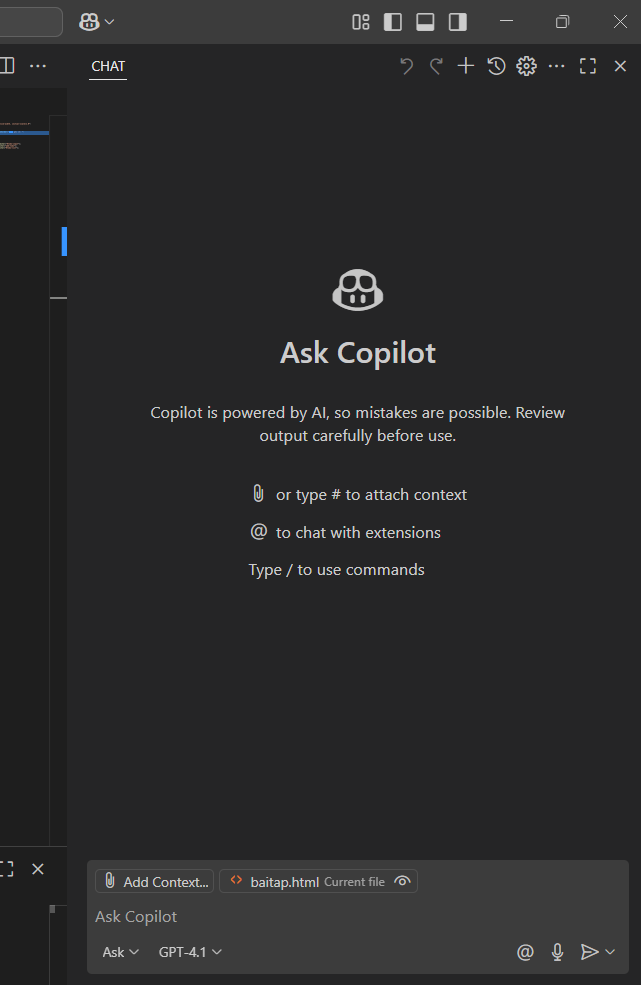 CHAT
Ask Copilot
Copilot is powered by AI, so mistakes are possible. Review
output carefully before use.
or type # to attach context
@ to chat with extensions
Type / to use commands
Add Context...
baitap.html Current file
Ask Copilot
Ask
GPT-4.1
@